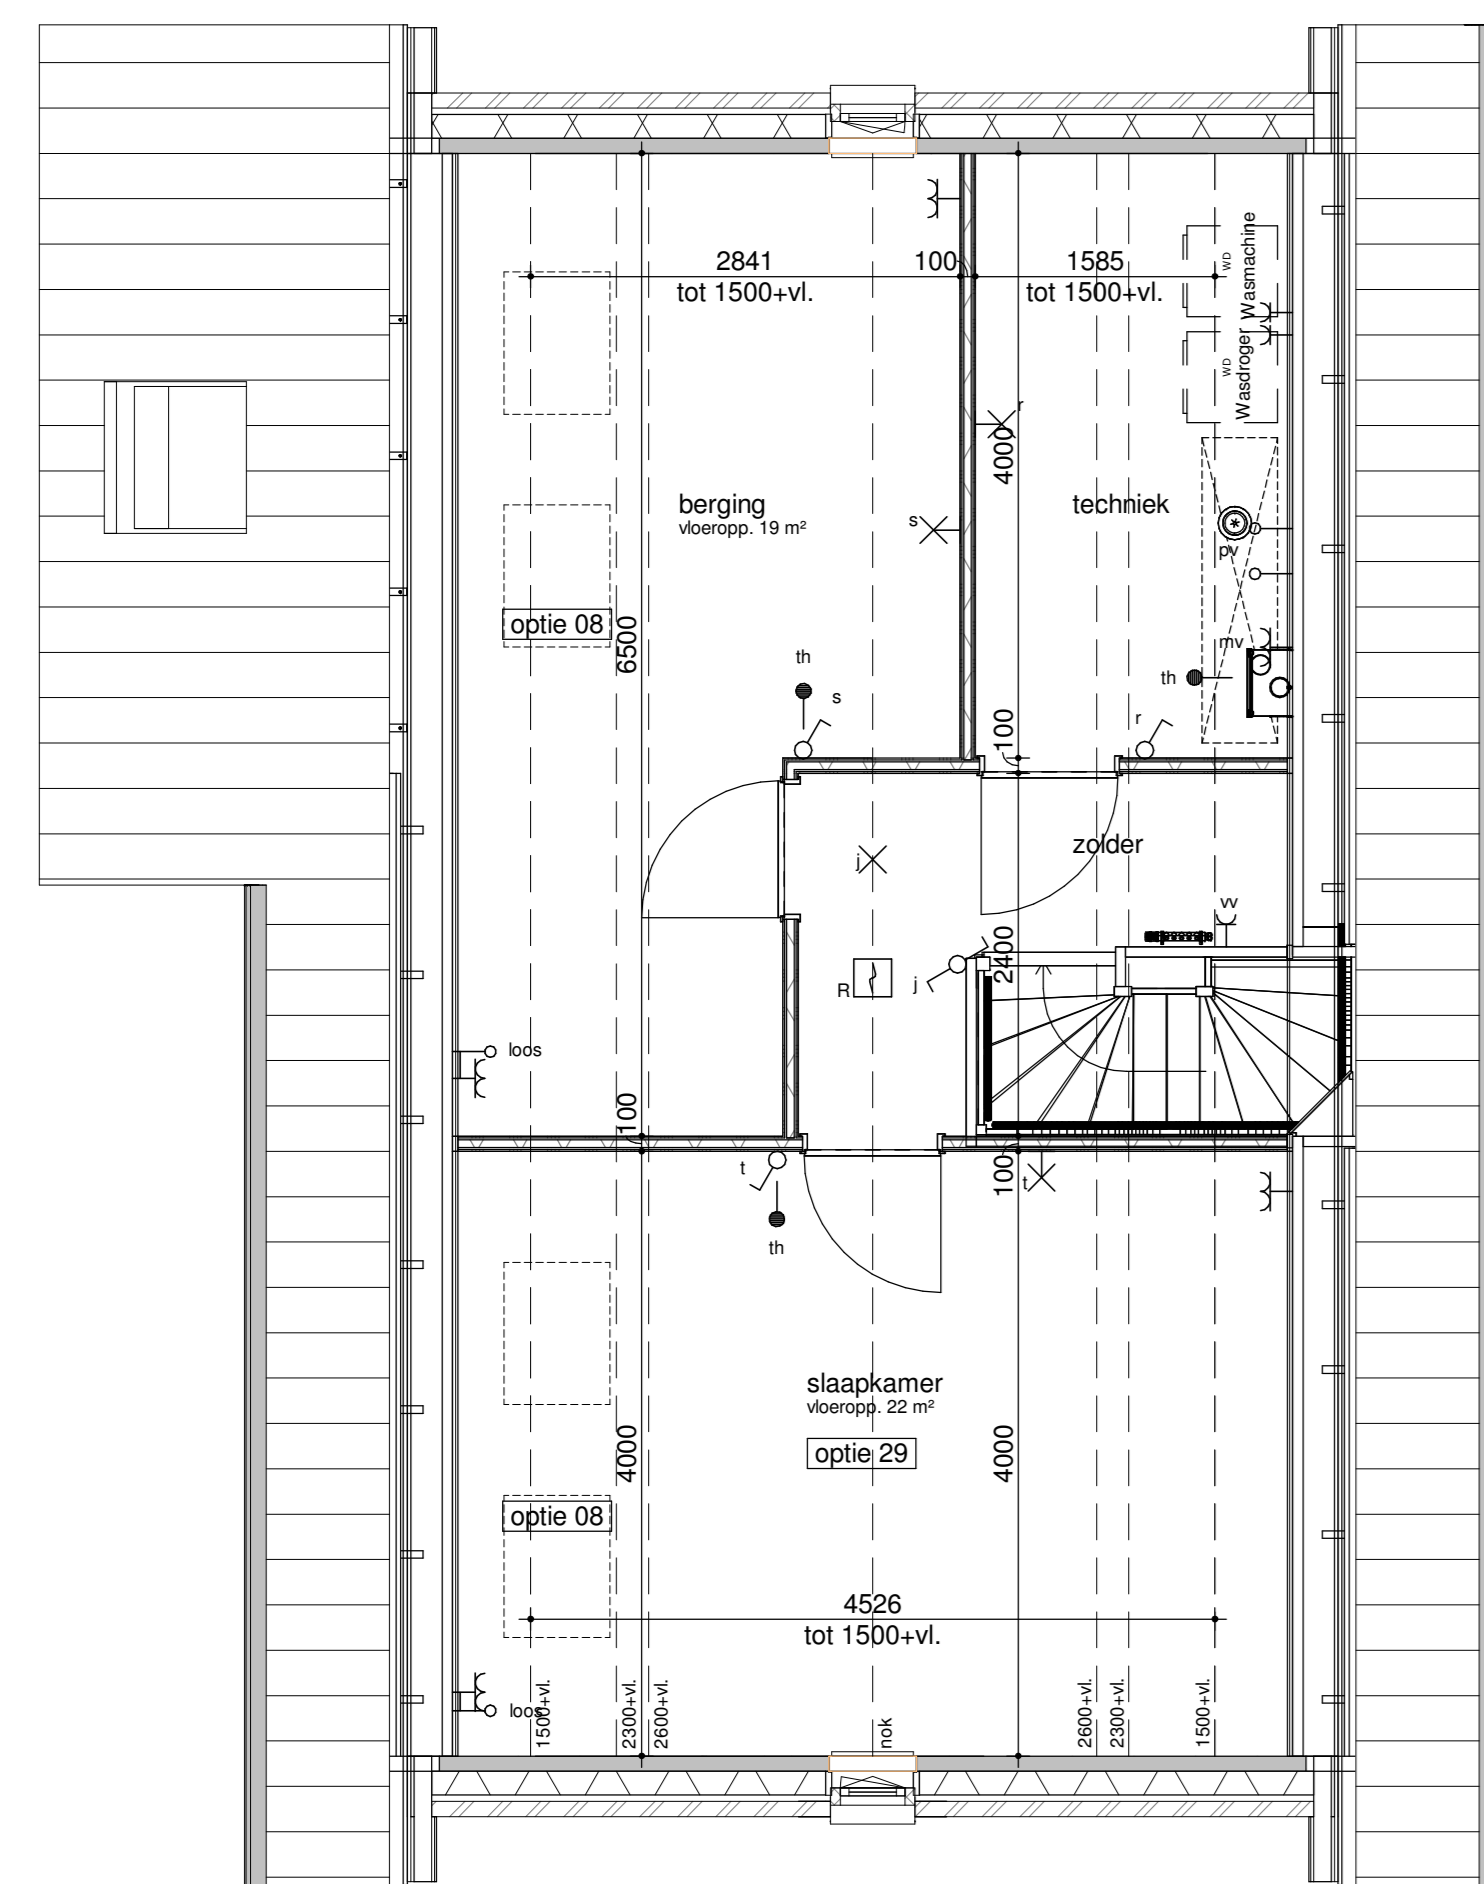 2841
tot 1500+vl.
100
1585
tot 1500+vl.
WD
Wasmachine
WD
Wasdroger
r
4000
berging
vloeropp. 19 m²
s
techniek
pv
optie 08
6500
mv
th
s
th
r
100
zolder
j
vv
2400
R
j
loos
100
100
t
t
th
slaapkamer
vloeropp. 22 m²
optie 29
4000
4000
optie 08
4526
tot 1500+vl.
loos
1500+vl.
2300+vl.
2600+vl.
nok
2600+vl.
2300+vl.
1500+vl.